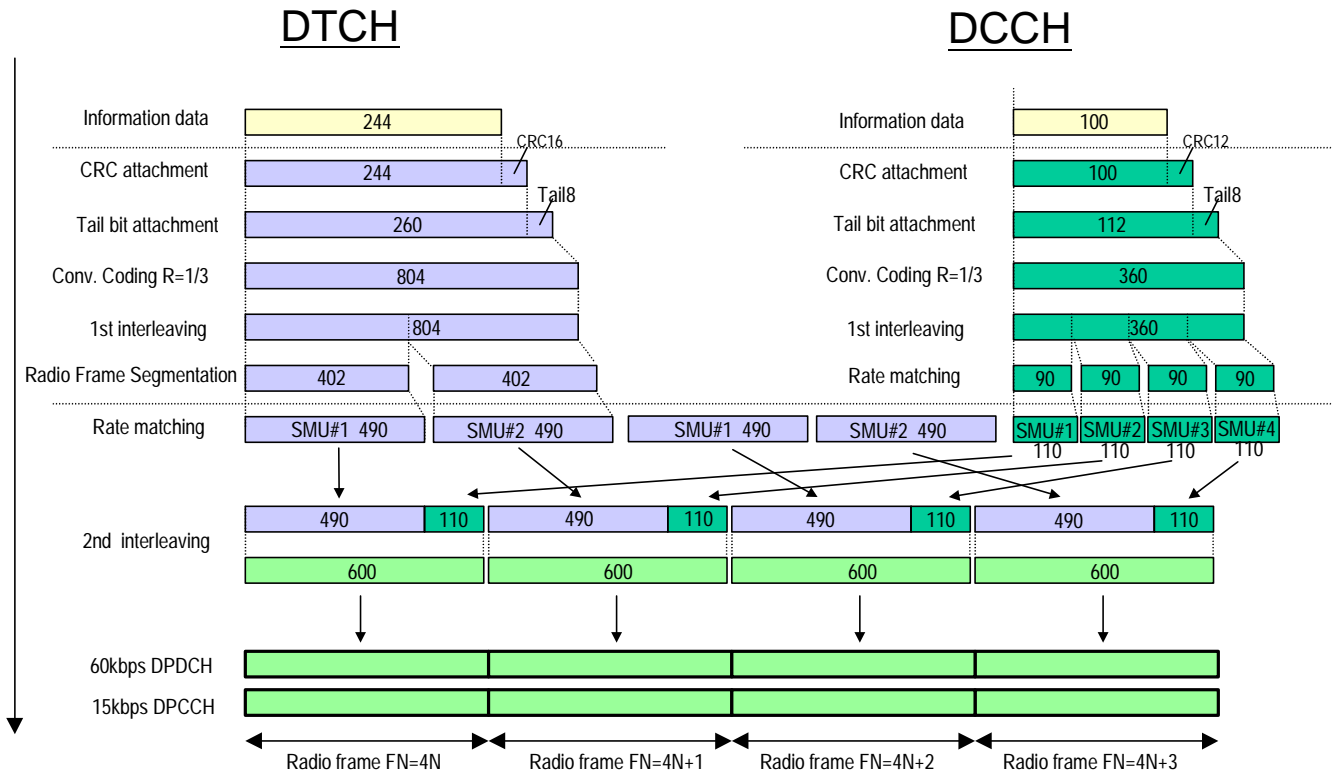 DTCH DCCH
Information data 244 Information data 100
CRC16 CRC12
CRC attachment 244 CRC attachment 100
Tail8 Tail8
Tail bit attachment 260 Tail bit attachment 112
Conv. Coding R=1/3 804 Conv. Coding R=1/3 360
1st interleaving 804 1st interleaving 360
Radio Frame Segmentation 402 402 Rate matching 90 90 90 90
Rate matching SMU#1 490 SMU#2 490 SMU#1 490 SMU#2 490 SMU#1 SMU#2 SMU#3 SMU#4
110 110 110 110
490 110 490 110 490 110 490 110
2nd interleaving
600 600 600 600
60kbps DPDCH
15kbps DPCCH
Radio frame FN=4N Radio frame FN=4N+1 Radio frame FN=4N+2 Radio frame FN=4N+3